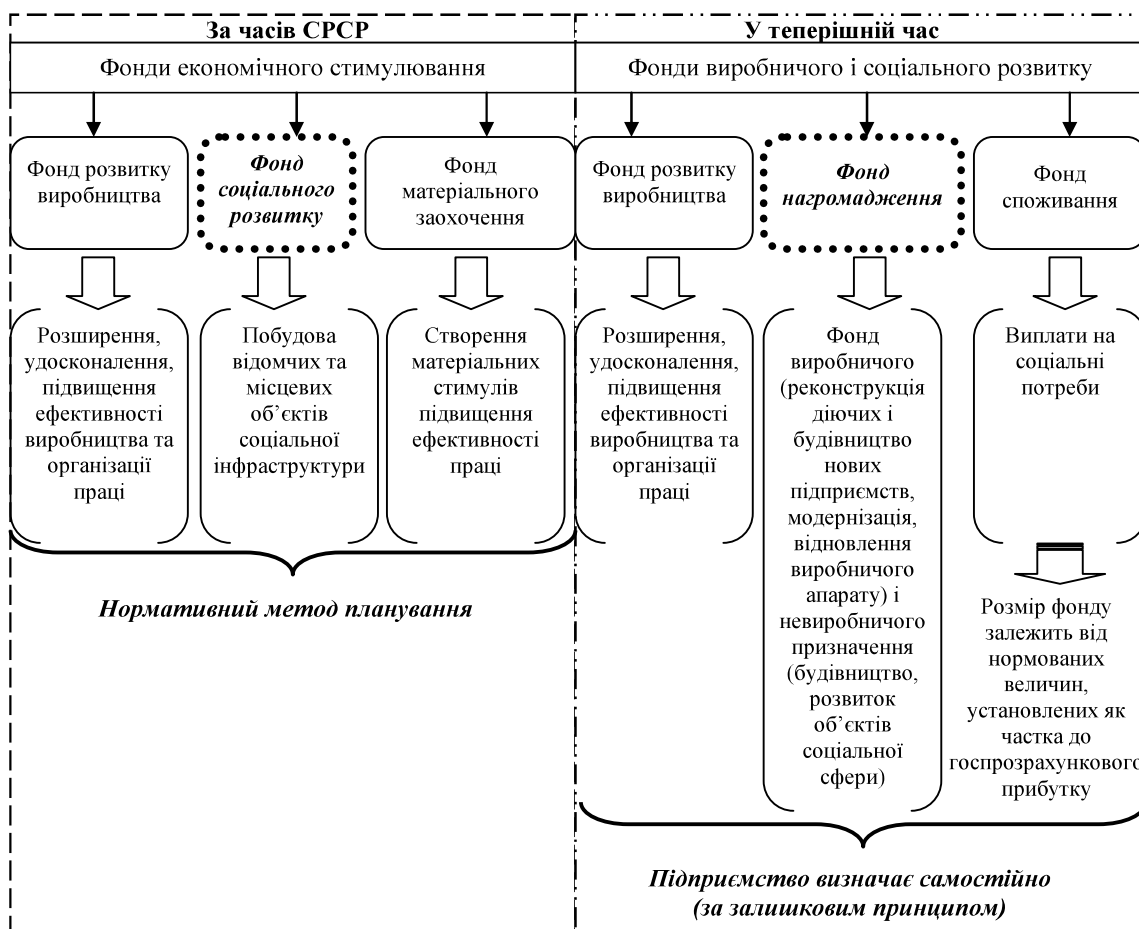 За часів СРСР
Фонди економічного стимулювання
Фонд розвитку
виробництва
Фонд
соціального
розвитку
Фонд
матеріального
заохочення
Розширення,
удосконалення,
підвищення
ефективності
виробництва та
організації
праці
Побудова
відомчих та
місцевих
об’єктів
соціальної
інфраструктури
Створення
матеріальних
стимулів
підвищення
ефективності
праці
Нормативний метод планування
У теперішній час
Фонди виробничого і соціального розвитку
Фонд розвитку
виробництва
Фонд
нагромадження
Фонд
споживання
Розширення,
удосконалення,
підвищення
ефективності
виробництва та
організації
праці
Фонд
виробничого
(реконструкція
діючих і
будівництво
нових
підприємств,
модернізація,
відновлення
виробничого
апарату) і
невиробничого
призначення
(будівництво,
розвиток
об’єктів
соціальної
сфери)
Виплати на
соціальні
потреби
Розмір фонду
залежить від
нормованих
величин,
установлених як
частка до
госпрозрахункового
прибутку
Підприємство визначає самостійно
(за залишковим принципом)